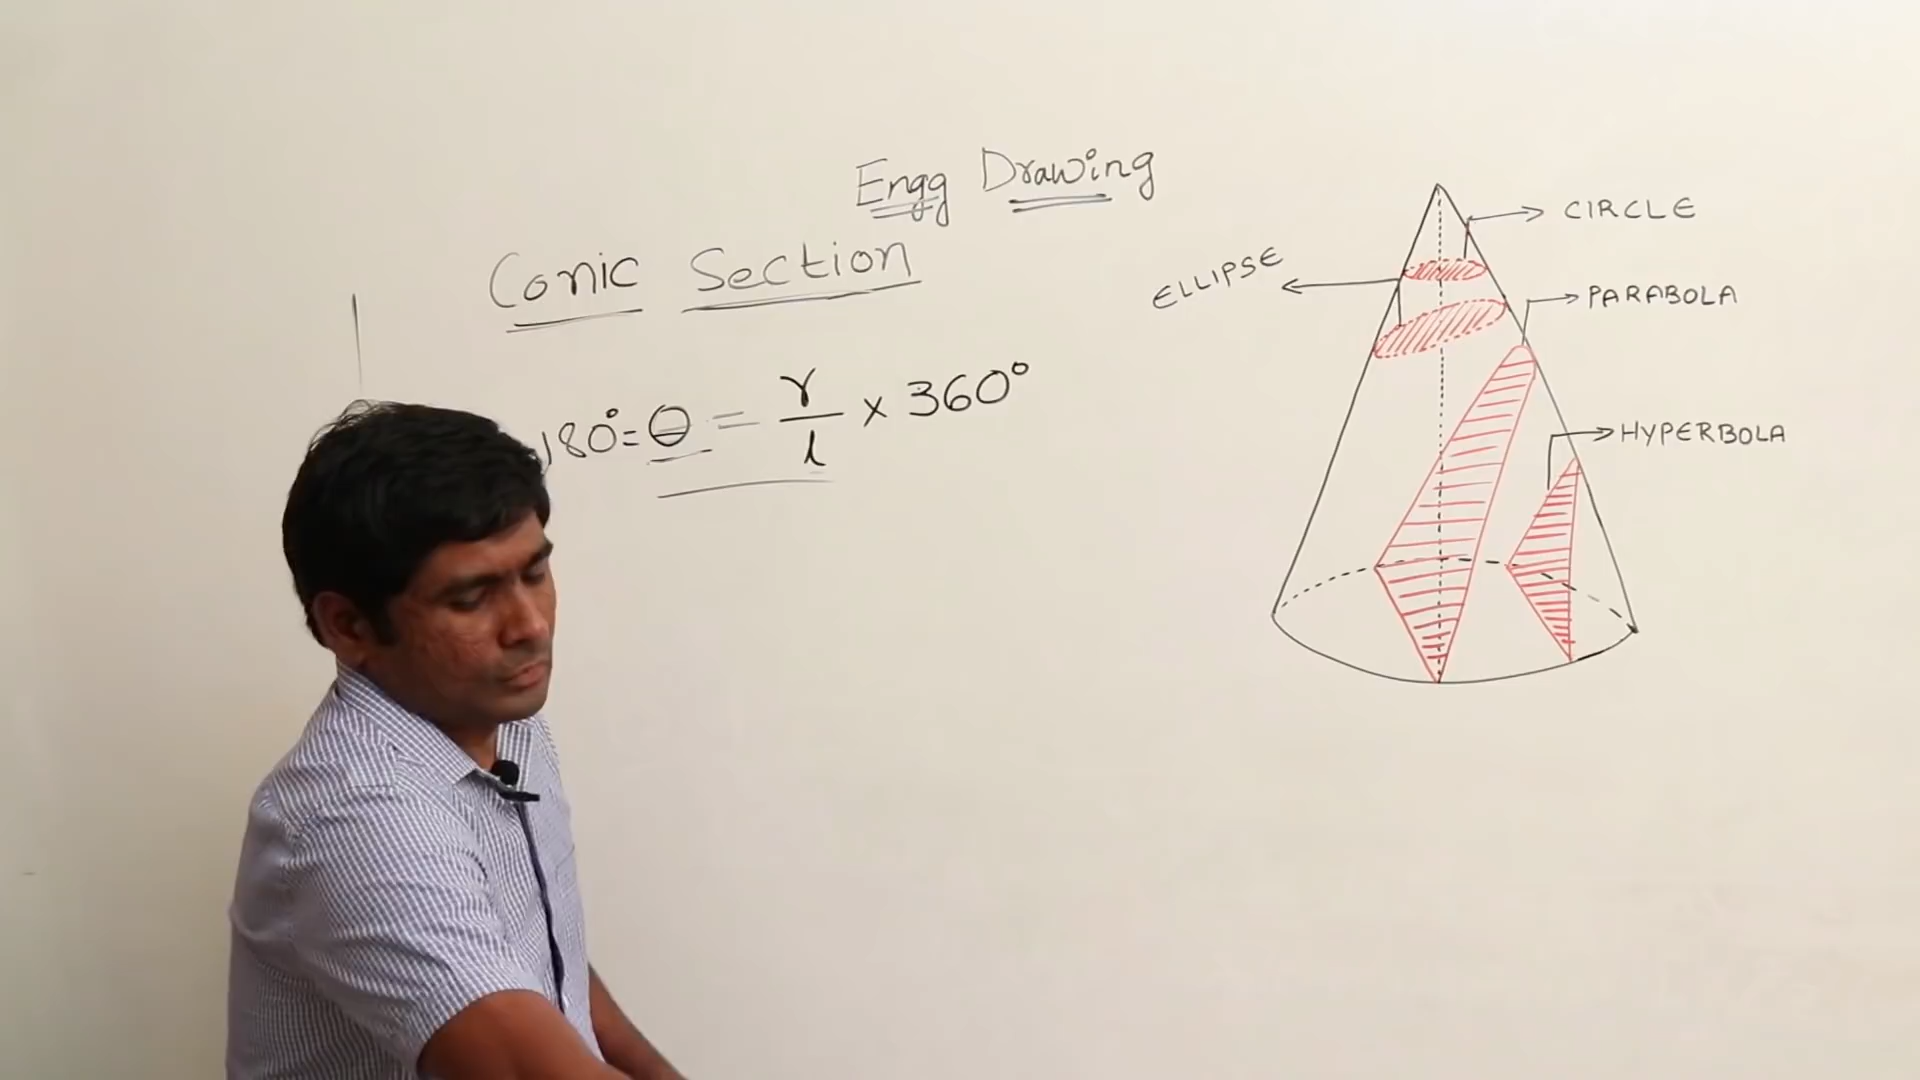 Engg Drawing
Conic Section
180° = θ = r/l × 360°
CIRCLE
ELLIPSE
PARABOLA
HYPERBOLA